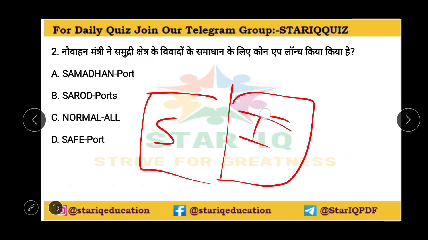 For Daily Quiz Join Our Telegram Group:-STARIQQUIZ
2. नौवाहन मंत्री ने समुद्री क्षेत्र के विवादों के समाधान के लिए कोन एप लॉन्च किया किया है?
A. SAMADHAN-Port
B. SAROD-Ports
C. NORMAL-ALL
D. SAFE-Port
STAR IQ
STRIVE FOR GREATNESS
@stariqeducation
@stariqeducation
@StarIQPDF